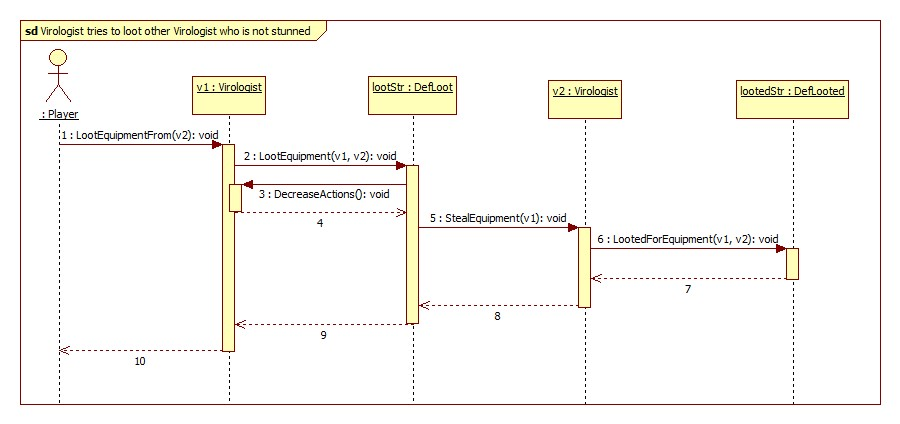 sd Virologist tries to loot other Virologist who is not stunned
: Player
v1 : Virologist
lootStr : DefLoot
v2 : Virologist
lootedStr : DefLooted
1 : LootEquipmentFrom(v2): void
2 : LootEquipment(v1, v2): void
3 : DecreaseActions(): void
4
5 : StealEquipment(v1): void
6 : LootedForEquipment(v1, v2): void
7
8
9
10